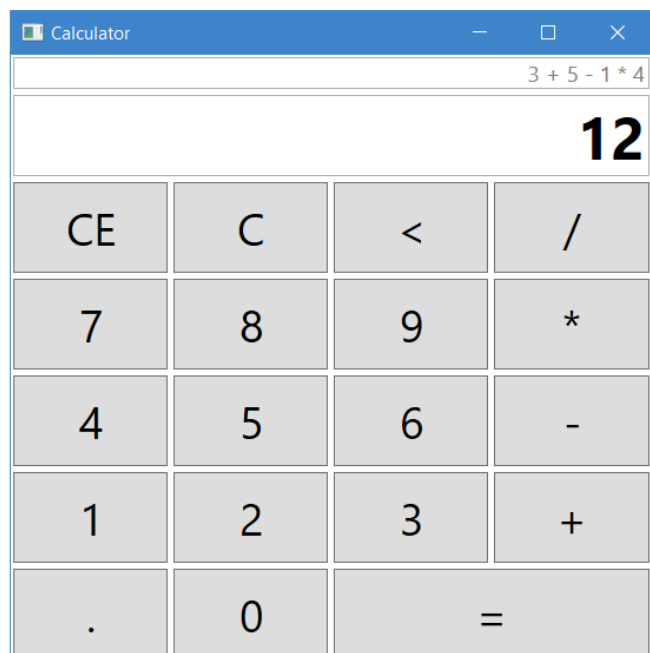 Calculator
3 + 5 - 1 * 4
12
CE C < /
7 8 9 *
4 5 6 -
1 2 3 +
. 0 =